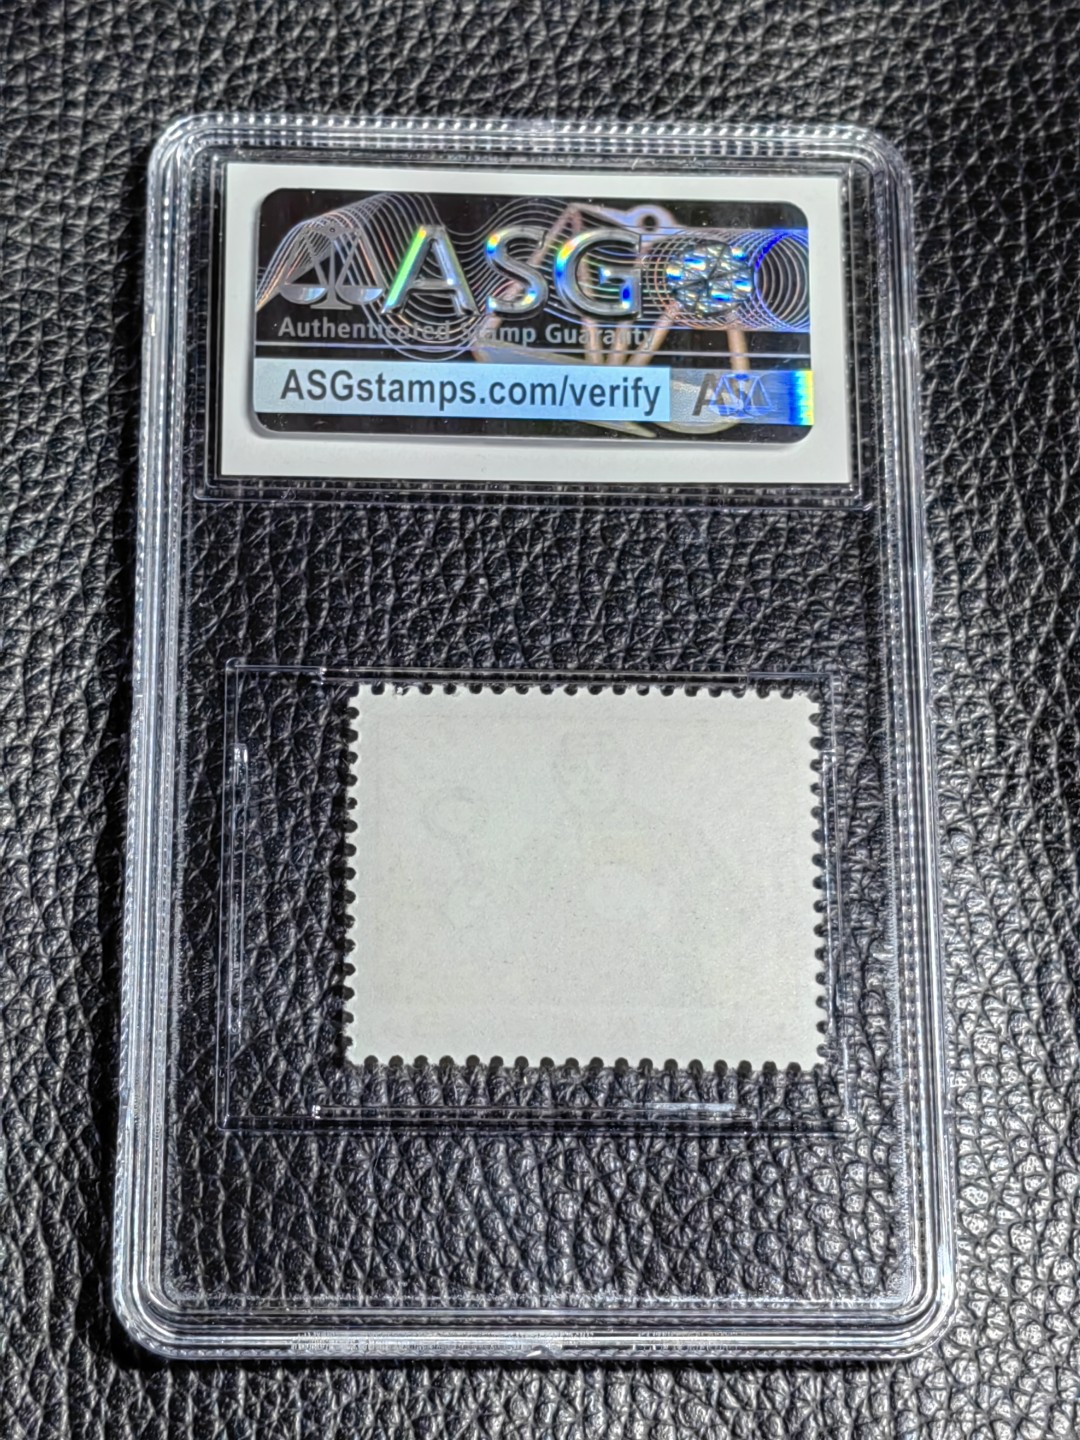 ASG
Authenticated Stamp Guaranty
ASGstamps.com/verify